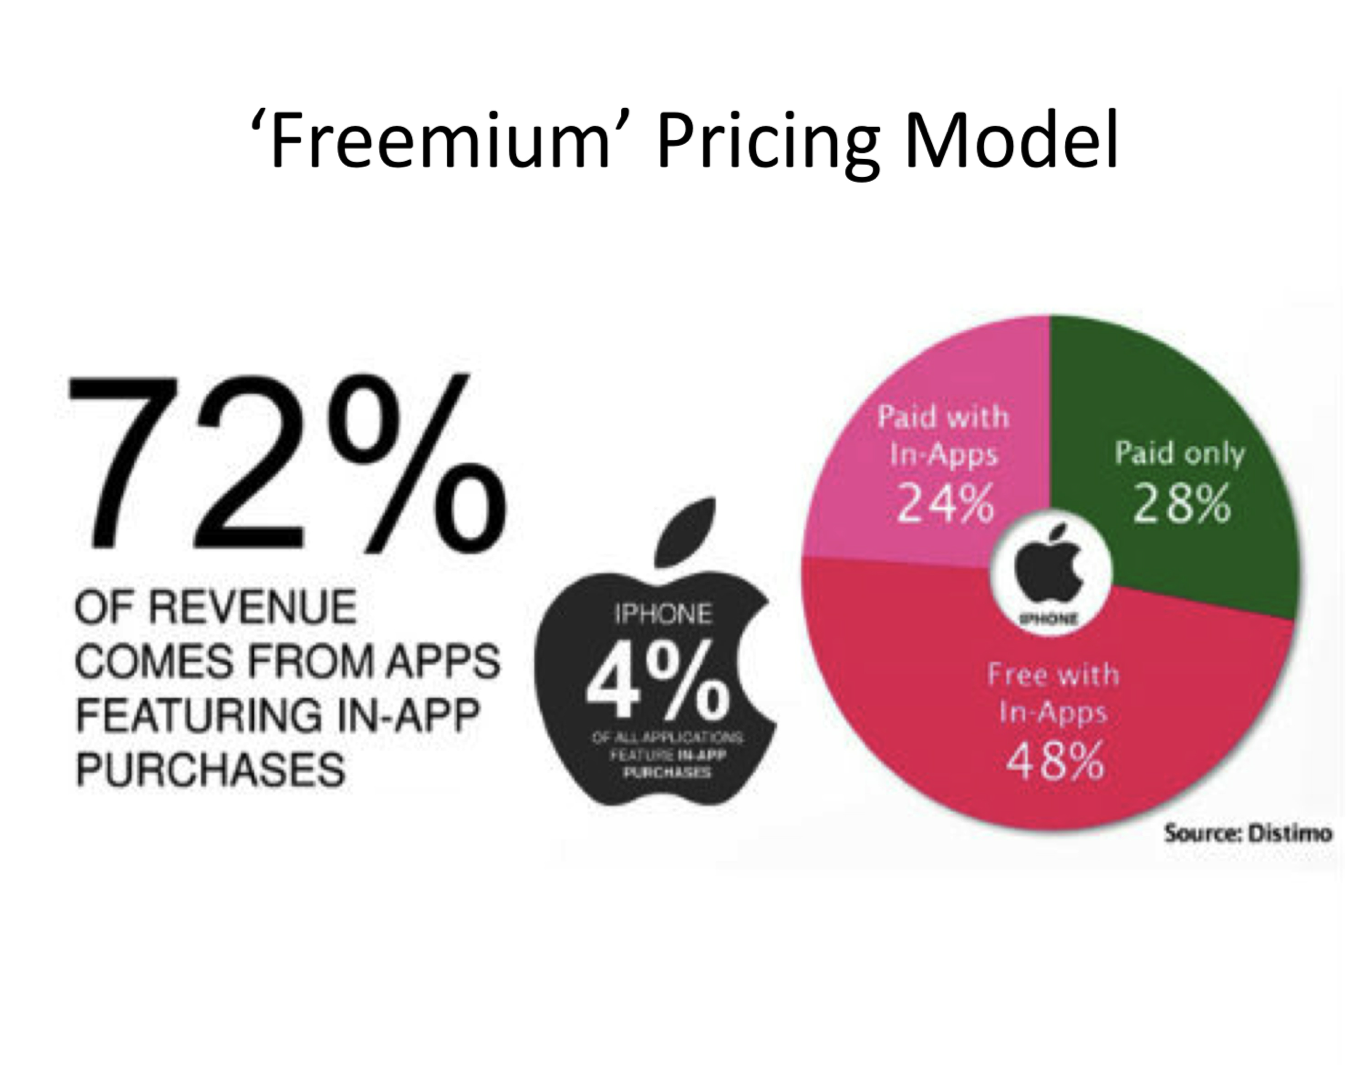 ‘Freemium’ Pricing Model
72%
OF REVENUE
COMES FROM APPS
FEATURING IN-APP
PURCHASES
IPHONE
4%
OF ALL APPLICATIONS
FEATURE IN-APP
PURCHASES
Paid with
In-Apps
24%
Paid only
28%
IPHONE
Free with
In-Apps
48%
Source: Distimo